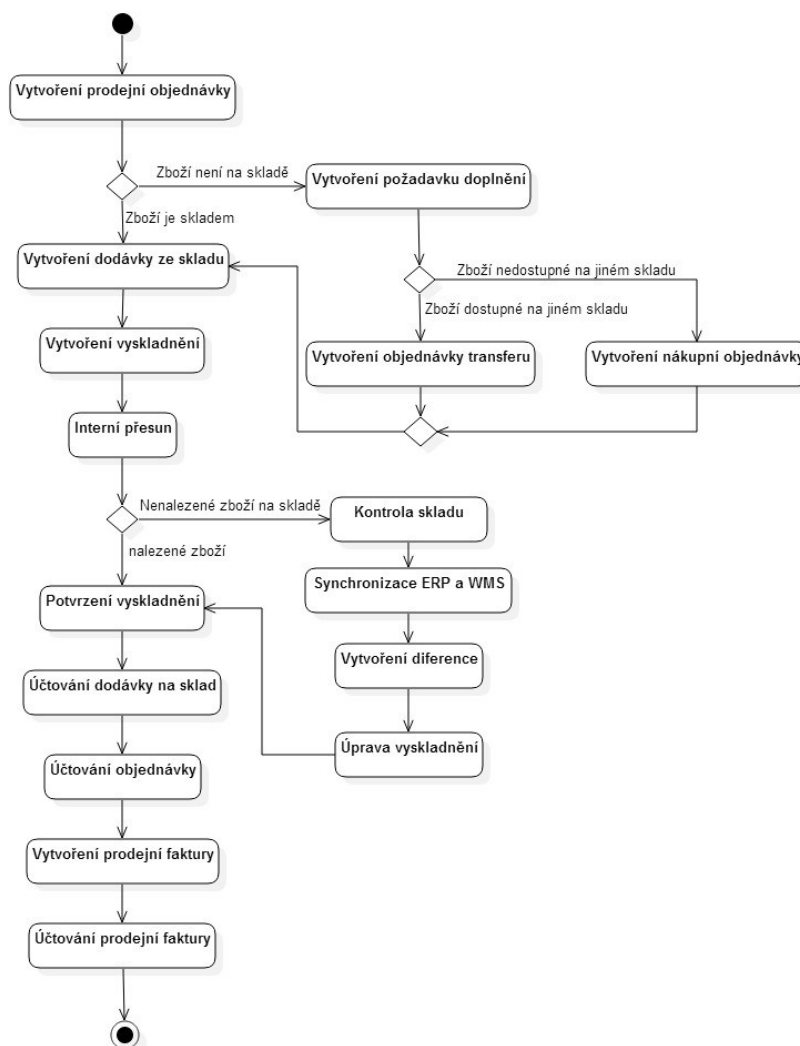 Vytvoření prodejní objednávky
Zboží není na skladě
Vytvoření požadavku doplnění
Zboží je skladem
Vytvoření dodávky ze skladu
Zboží nedostupné na jiném skladu
Zboží dostupné na jiném skladu
Vytvoření vyskladnění
Vytvoření objednávky transferu
Vytvoření nákupní objednávky
Interní přesun
Nenalezené zboží na skladě
Kontrola skladu
nalezené zboží
Synchronizace ERP a WMS
Potvrzení vyskladnění
Vytvoření diference
Účtování dodávky na sklad
Úprava vyskladnění
Účtování objednávky
Vytvoření prodejní faktury
Účtování prodejní faktury